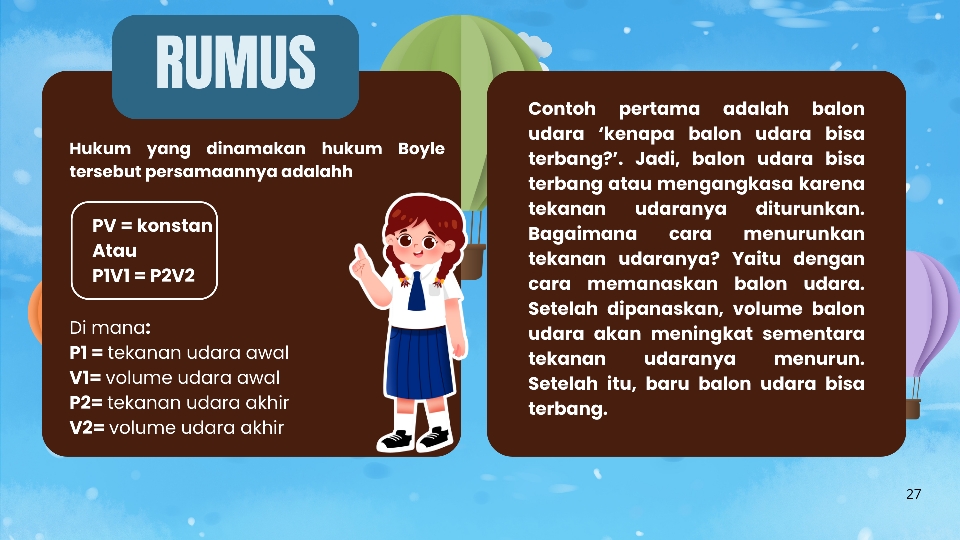 RUMUS
Hukum yang dinamakan hukum Boyle
tersebut persamaannya adalahh
PV = konstan
Atau
P1V1 = P2V2
Di mana:
P1 = tekanan udara awal
V1= volume udara awal
P2= tekanan udara akhir
V2= volume udara akhir
Contoh pertama adalah balon
udara ‘kenapa balon udara bisa
terbang?’. Jadi, balon udara bisa
terbang atau mengangkasa karena
tekanan udaranya diturunkan.
Bagaimana cara menurunkan
tekanan udaranya? Yaitu dengan
cara memanaskan balon udara.
Setelah dipanaskan, volume balon
udara akan meningkat sementara
tekanan udaranya menurun.
Setelah itu, baru balon udara bisa
terbang.
27